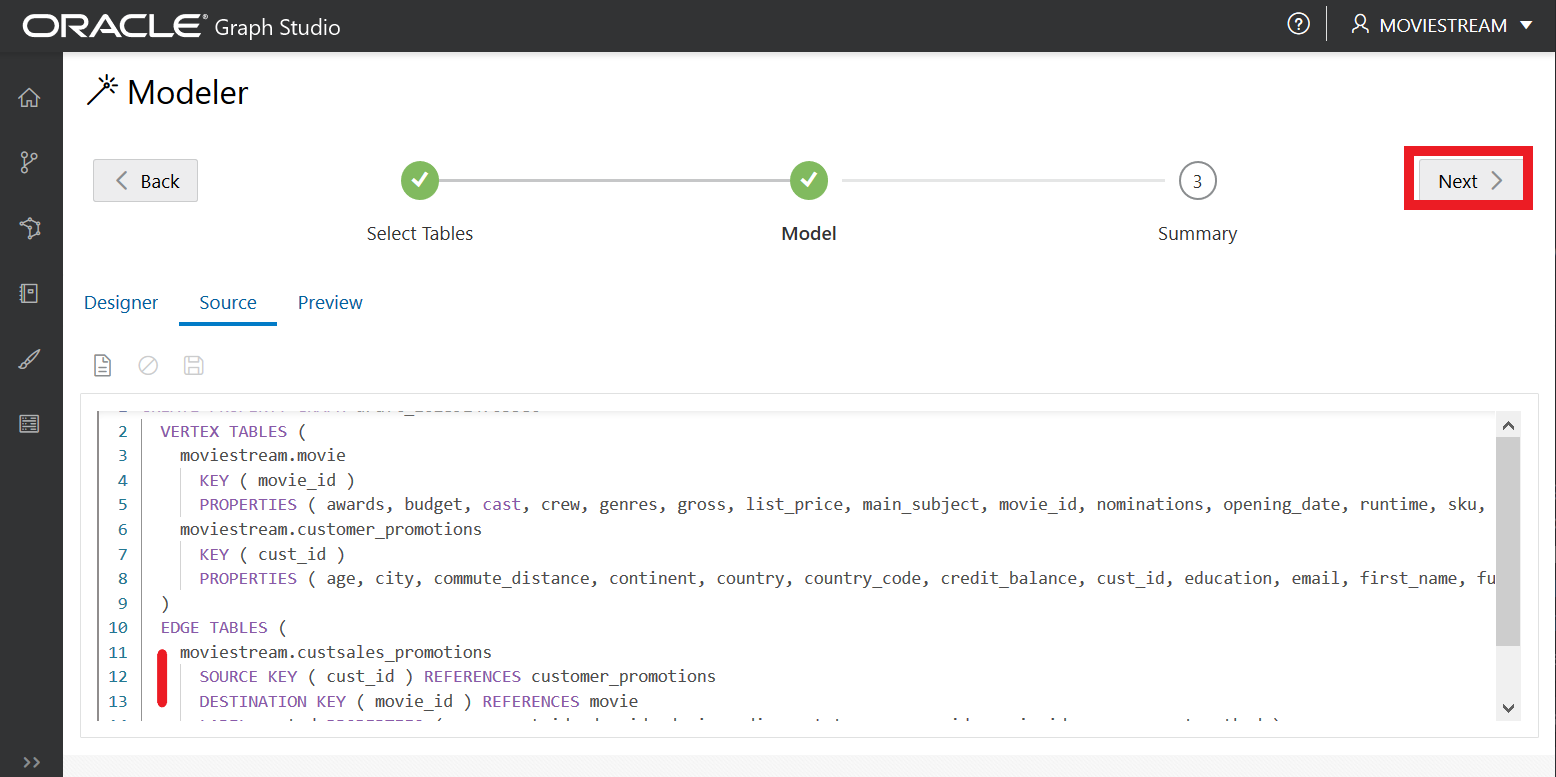 ORACLE® Graph Studio
MOVIESTREAM
Modeler
Back
Next
3
Select Tables
Model
Summary
Designer
Source
Preview
2 VERTEX TABLES (
3 moviestream.movie
4 KEY ( movie_id )
5 PROPERTIES ( awards, budget, cast, crew, genres, gross, list_price, main_subject, movie_id, nominations, opening_date, runtime, sku,
6 moviestream.customer_promotions
7 KEY ( cust_id )
8 PROPERTIES ( age, city, commute_distance, continent, country, country_code, credit_balance, cust_id, education, email, first_name, fu
9 )
10 EDGE TABLES (
11 moviestream.custsales_promotions
12 SOURCE KEY ( cust_id ) REFERENCES customer_promotions
13 DESTINATION KEY ( movie_id ) REFERENCES movie